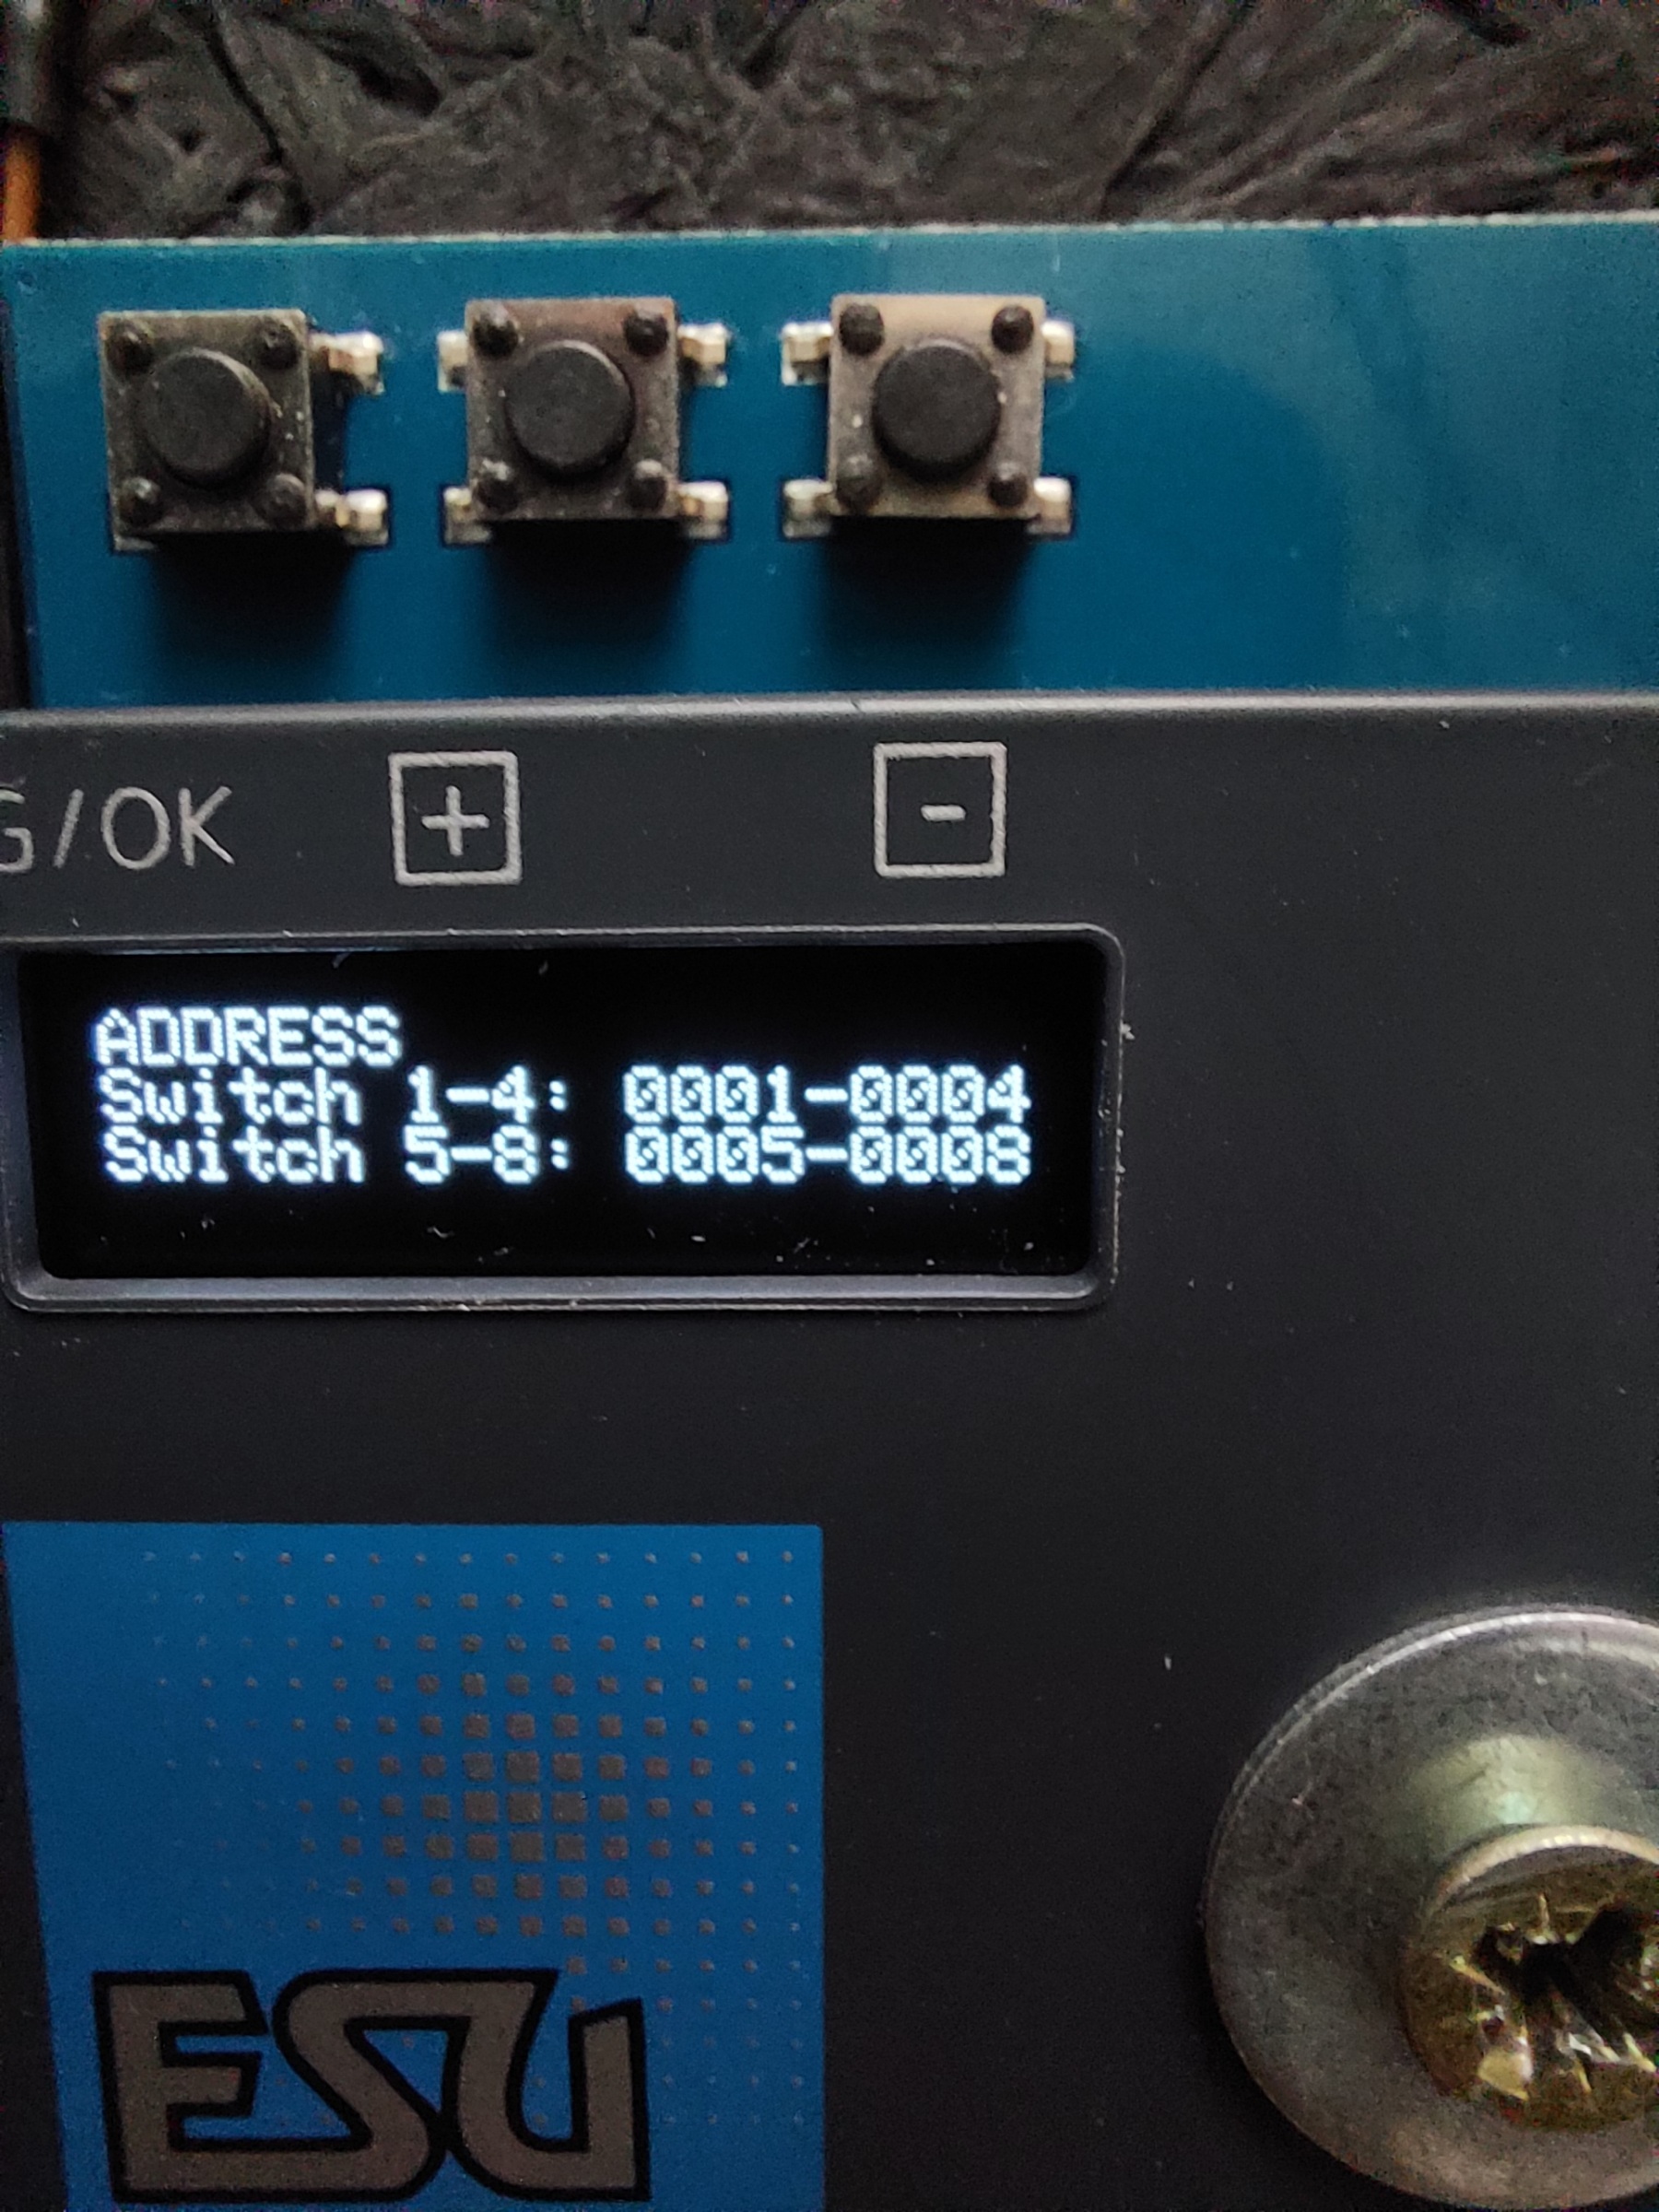 G/OK + -
ADDRESS
Switch 1-4: 0001-0004
Switch 5-8: 0005-0008
ESU